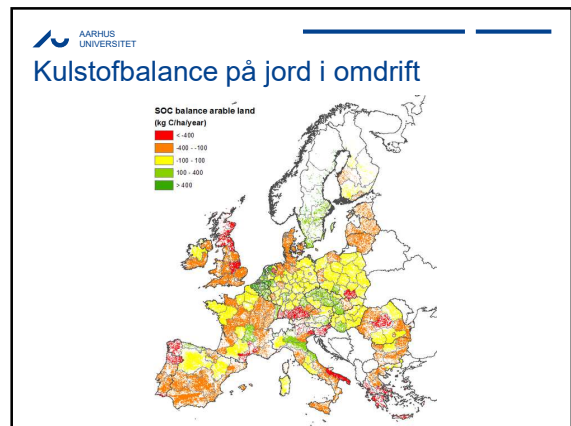 AARHUS
UNIVERSITET
Kulstofbalance på jord i omdrift
SOC balance arable land
(kg C/ha/year)
< -400
-400 - -100
-100 - 100
100 - 400
> 400